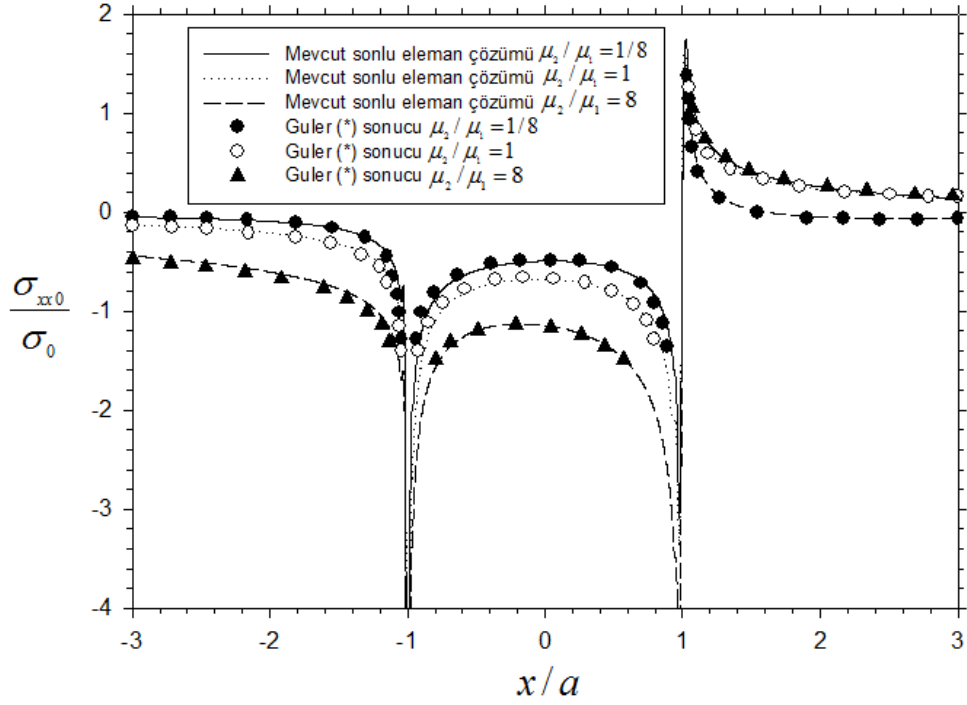 Mevcut sonlu eleman çözümü μ₂ / μ₁ = 1/8
Mevcut sonlu eleman çözümü μ₂ / μ₁ = 1
Mevcut sonlu eleman çözümü μ₂ / μ₁ = 8
Guler (*) sonucu μ₂ / μ₁ = 1/8
Guler (*) sonucu μ₂ / μ₁ = 1
Guler (*) sonucu μ₂ / μ₁ = 8
2
1
0
-1
-2
-3
-4
σxx0
σ0
-3
-2
-1
0
1
2
3
x/a